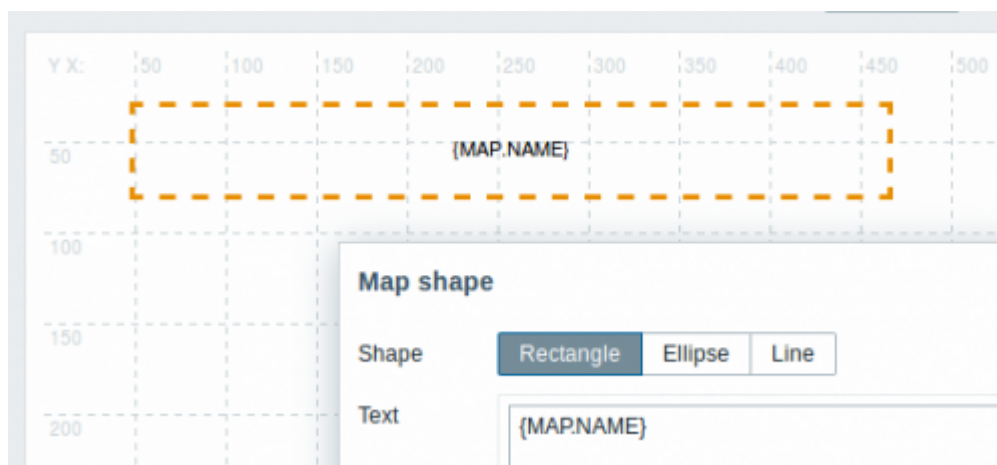 Y X: 50 100 150 200 250 300 350 400 450 500
{MAP.NAME}
50
100
Map shape
150
Shape Rectangle Ellipse Line
Text {MAP.NAME}
200